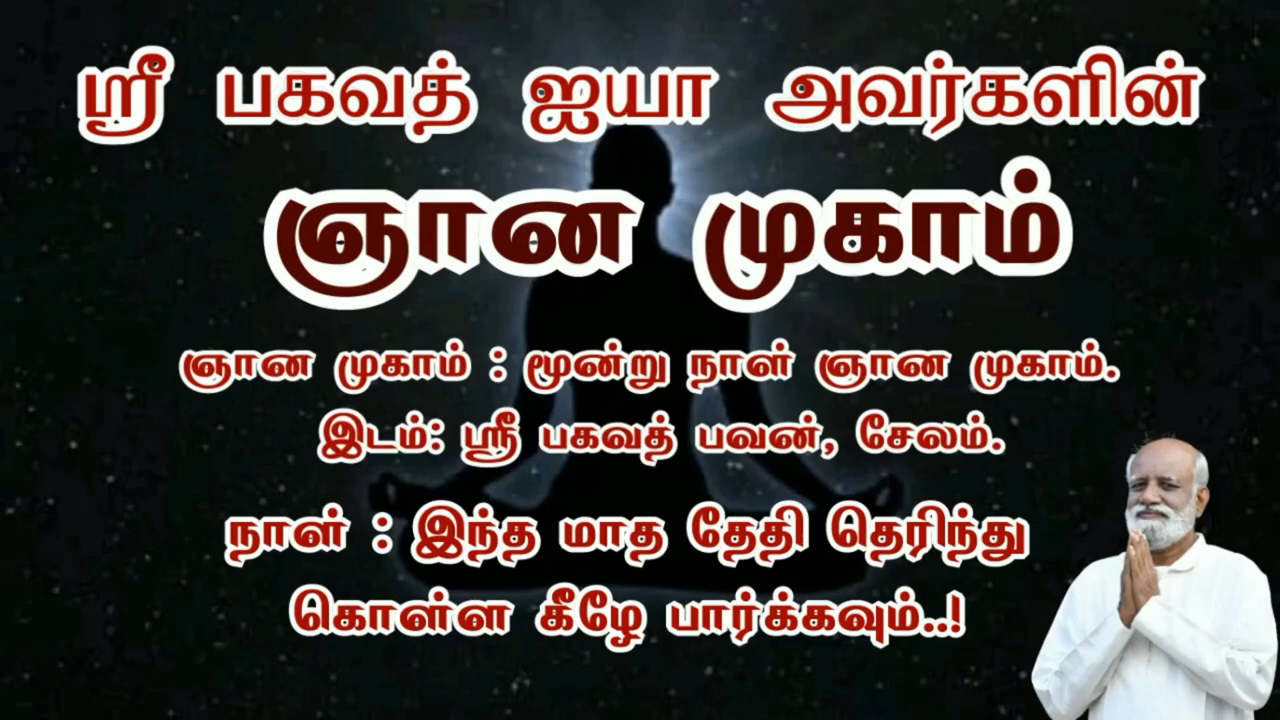 ஸ்ரீ பகவத் ஐயா அவர்களின்
ஞான முகாம்
ஞான முகாம் : மூன்று நாள் ஞான முகாம்.
இடம்: ஸ்ரீ பகவத் பவன், சேலம்.
நாள் : இந்த மாத தேதி தெரிந்து
கொள்ள கீழே பார்க்கவும்..!